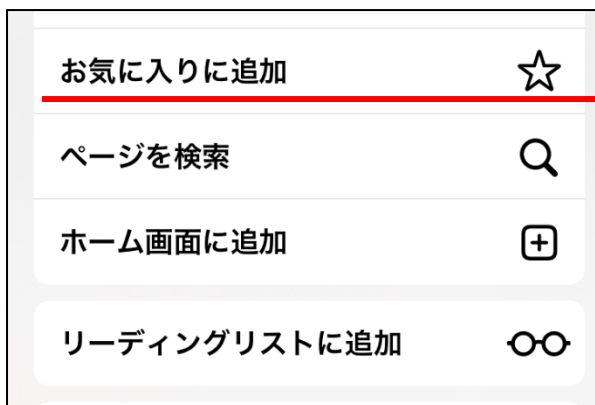 お気に入りに追加
ページを検索
ホーム画面に追加
リーディングリストに追加